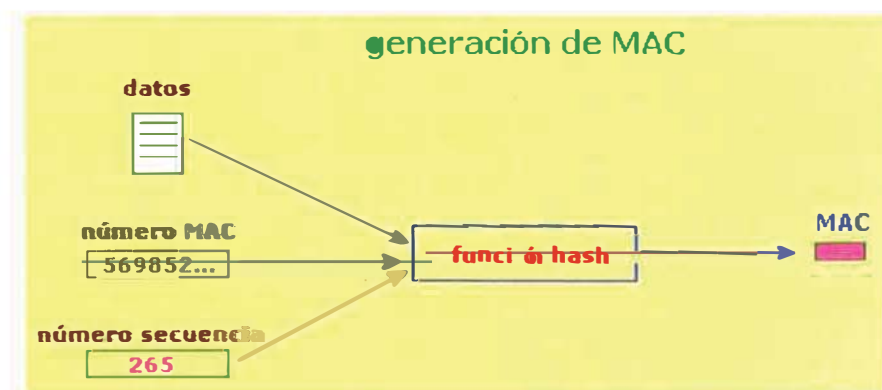 generación de MAC
datos
número MAC
569852...
función hash
MAC
número secuencia
265